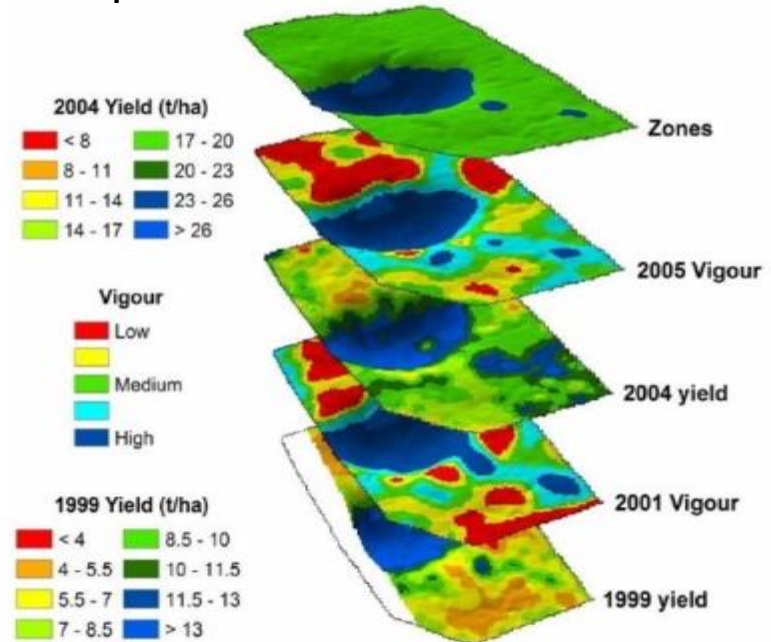 2004 Yield (t/ha)
< 8
17 - 20
8 - 11
20 - 23
11 - 14
23 - 26
14 - 17
> 26
Vigour
Low
Medium
High
1999 Yield (t/ha)
< 4
8.5 - 10
4 - 5.5
10 - 11.5
5.5 - 7
11.5 - 13
7 - 8.5
> 13
Zones
2005 Vigour
2004 yield
2001 Vigour
1999 yield